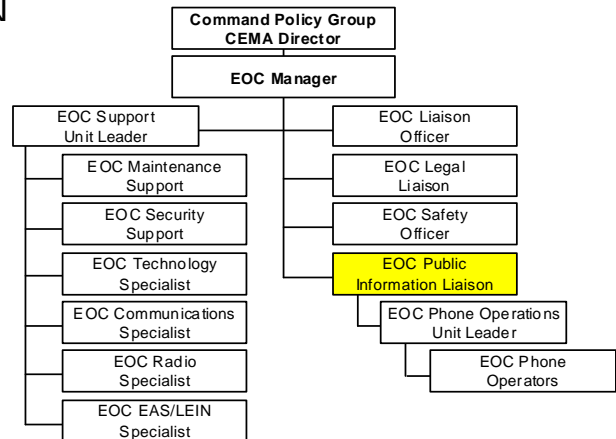 N
Command Policy Group
CEMA Director
EOC Manager
EOC Support
Unit Leader
EOC Maintenance
Support
EOC Security
Support
EOC Technology
Specialist
EOC Communications
Specialist
EOC Radio
Specialist
EOC EAS/LEIN
Specialist
EOC Liaison
Officer
EOC Legal
Liaison
EOC Safety
Officer
EOC Public
Information Liaison
EOC Phone Operations
Unit Leader
EOC Phone
Operators